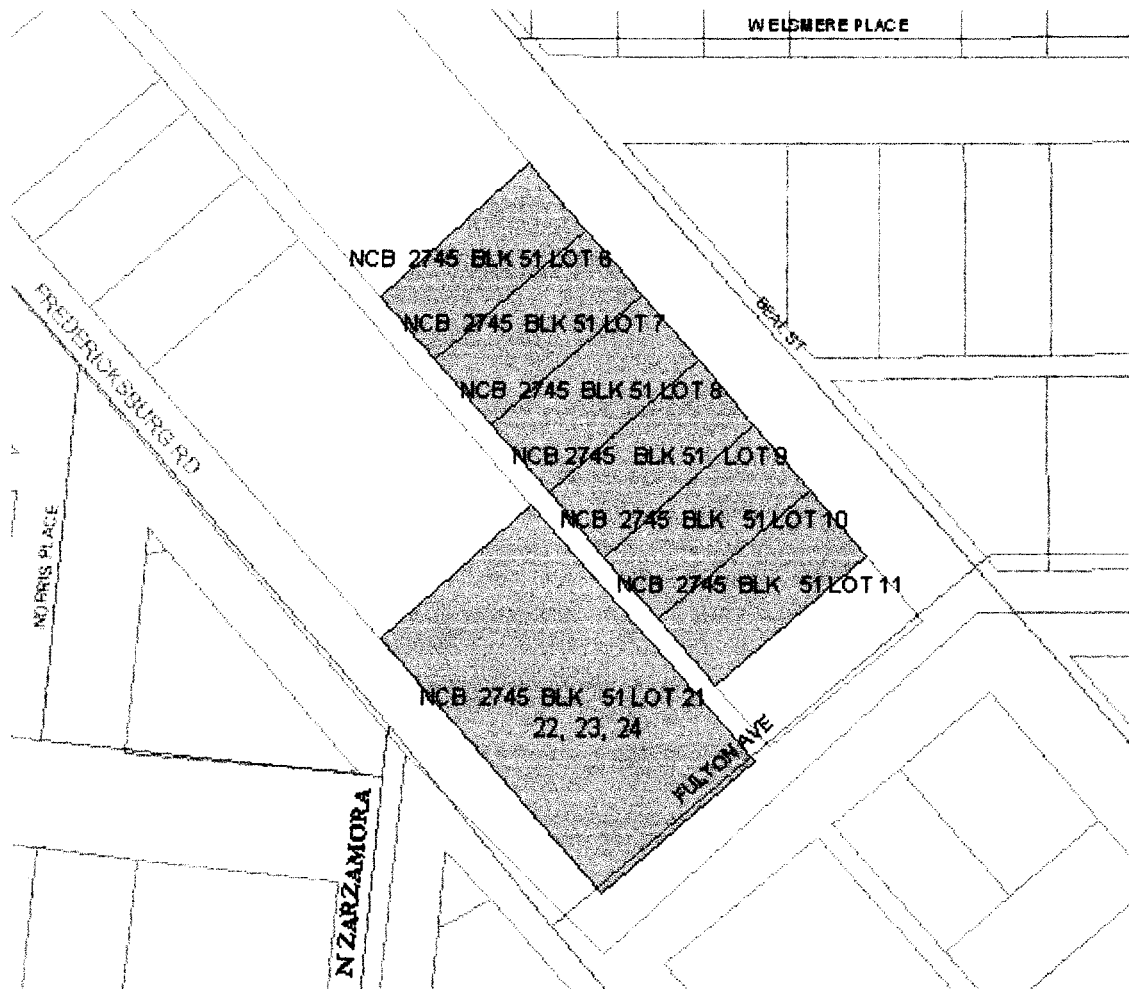 WELSMERE PLACE
NCB 2745 BLK 51 LOT 6
NCB 2745 BLK 51 LOT 7
NCB 2745 BLK 51 LOT 8
NCB 2745 BLK 51 LOT 9
NCB 2745 BLK 51 LOT 10
NCB 2745 BLK 51 LOT 11
FREDERICKSBURG RD
NORRIS PLACE
NCB 2745 BLK 51 LOT 21
22, 23, 24
FULTON AVE
N ZARZAMORA